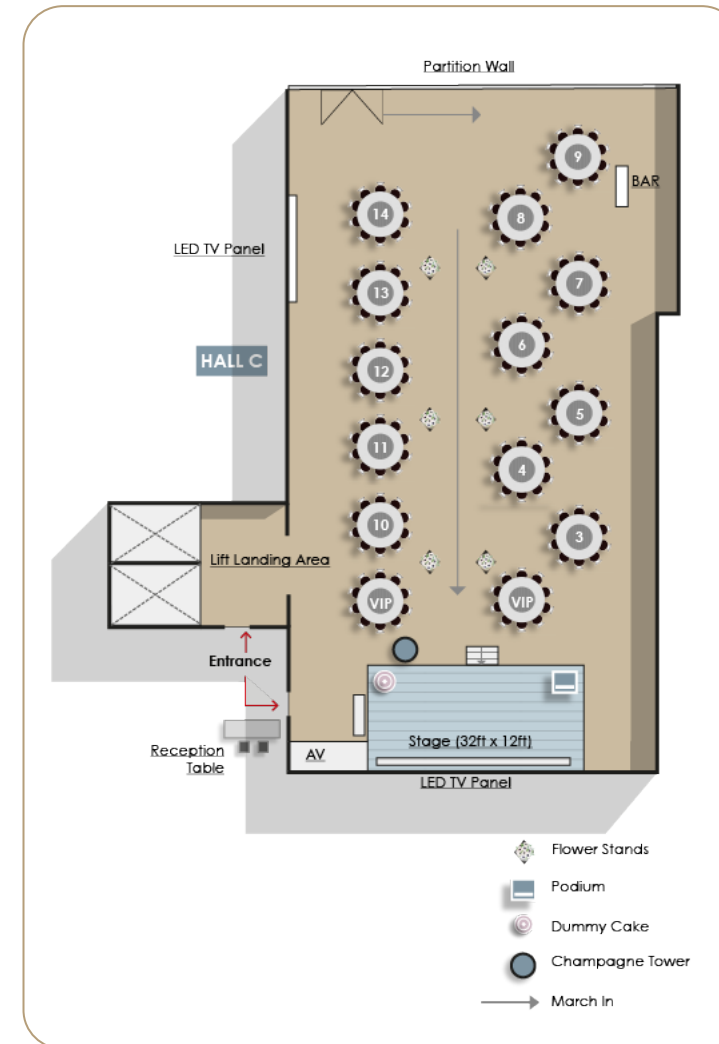 Partition Wall
9
BAR
14
8
LED TV Panel
7
13
6
HALL C
12
5
11
4
10
3
Lift Landing Area
VIP
VIP
Entrance
Stage (32ft x 12ft)
Reception
Table
AV
LED TV Panel
Flower Stands
Podium
Dummy Cake
Champagne Tower
March In